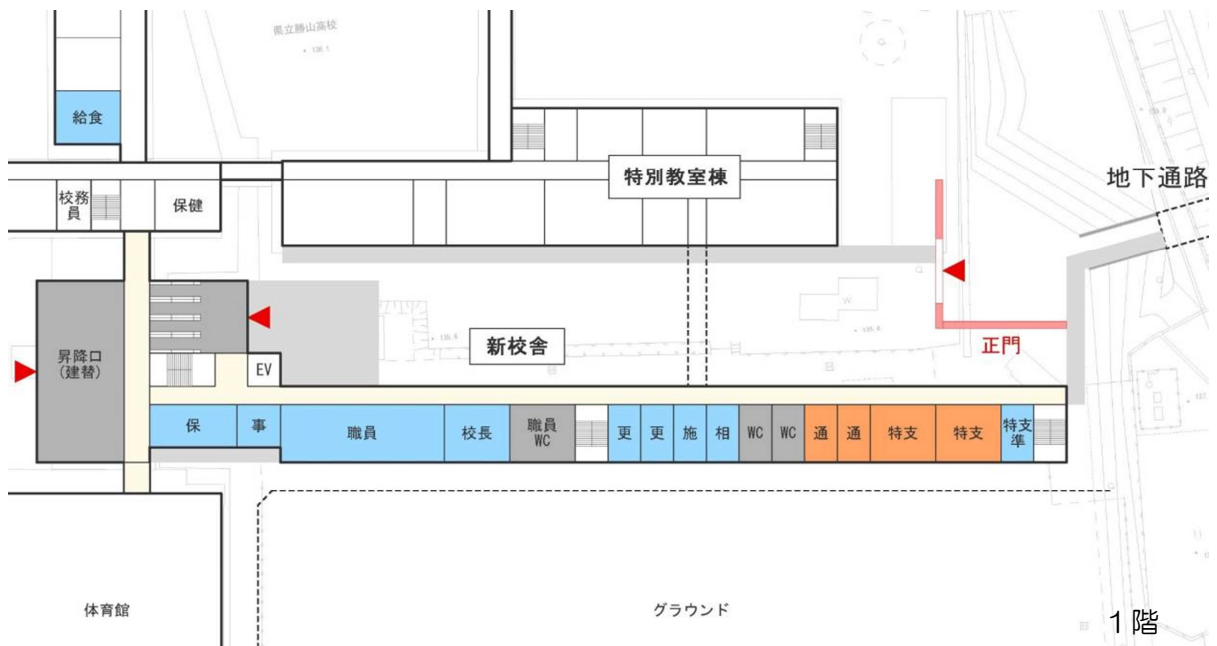 県立勝山高校
136.1
給食
特別教室棟
地下通路
校務
員
保健
昇降口
(建替)
EV
新校舎
正門
W
保
事
職員
校長
職員
WC
更
更
施
相
WC
WC
通
通
特支
特支
特支
準
体育館
グラウンド
1階